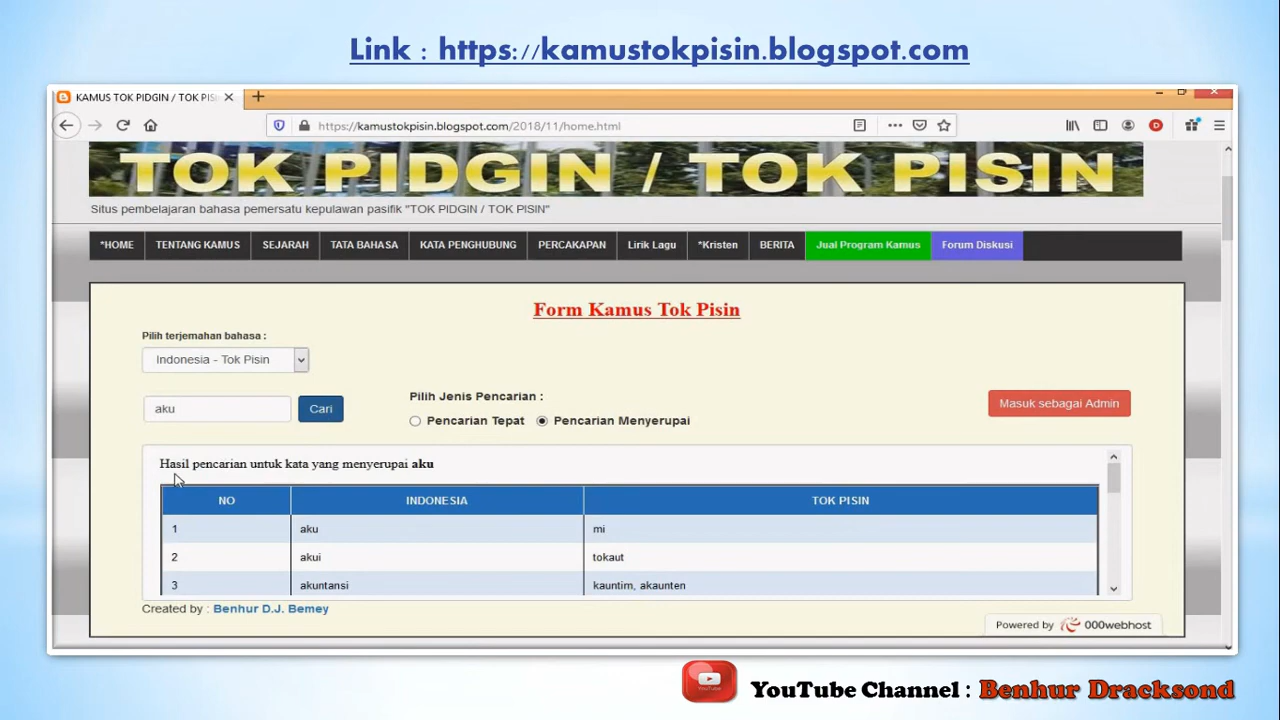 Link : https://kamustokpisin.blogspot.com
KAMUS TOK PIDGIN / TOK PIS
https://kamustokpisin.blogspot.com/2018/11/home.html
TOK PIDGIN / TOK PISIN
Situs pembelajaran bahasa pemersatu kepulawan pasifik "TOK PIDGIN / TOK PISIN"
*HOME TENTANG KAMUS SEJARAH TATA BAHASA KATA PENGHUBUNG PERCAKAPAN Lirik Lagu *Kristen BERITA Jual Program Kamus Forum Diskusi
Form Kamus Tok Pisin
Pilih terjemahan bahasa :
Indonesia - Tok Pisin
Pilih Jenis Pencarian :
aku Cari Pencarian Tepat Pencarian Menyerupai Masuk sebagai Admin
Hasil pencarian untuk kata yang menyerupai aku
NO INDONESIA TOK PISIN
1 aku mi
2 akui tokaut
3 akuntansi kauntim, akaunten
Created by : Benhur D.J. Bemey
Powered by 000webhost
YouTube Channel : Benhur Dracksond